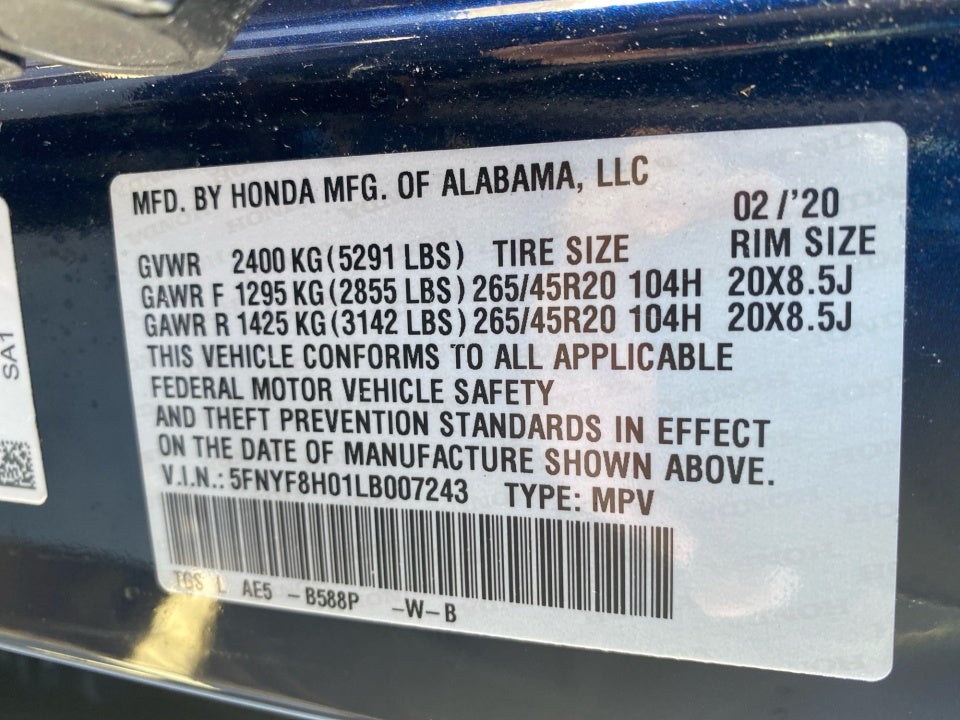 MFD. BY HONDA MFG. OF ALABAMA, LLC
02/'20
GVWR 2400 KG (5291 LBS) TIRE SIZE RIM SIZE
GAWR F 1295 KG (2855 LBS) 265/45R20 104H 20X8.5J
GAWR R 1425 KG (3142 LBS) 265/45R20 104H 20X8.5J
THIS VEHICLE CONFORMS TO ALL APPLICABLE
FEDERAL MOTOR VEHICLE SAFETY
AND THEFT PREVENTION STANDARDS IN EFFECT
ON THE DATE OF MANUFACTURE SHOWN ABOVE.
V.I.N.: 5FNYF8H01LB007243 TYPE: MPV
TGS L AE5 -B588P -W-B
SA1